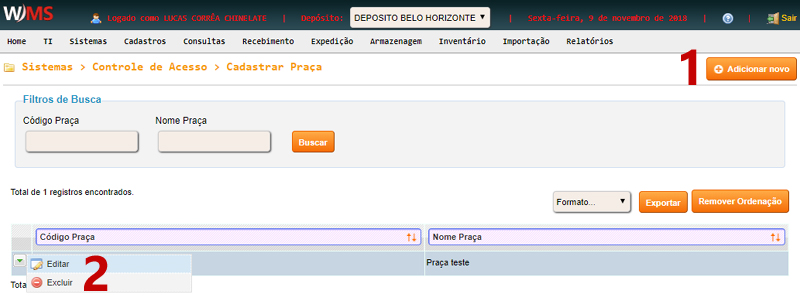 WMS
Logado como LUCAS CORRÊA CHINELATE | Depósito: DEPOSITO BELO HORIZONTE | Sexta-feira, 9 de novembro de 2018 | Sair
Home TI Sistemas Cadastros Consultas Recebimento Expedição Armazenagem Inventário Importação Relatórios
Sistemas > Controle de Acesso > Cadastrar Praça
1 Adicionar novo
Filtros de Busca
Código Praça Nome Praça
Buscar
Total de 1 registros encontrados.
Formato... Exportar Remover Ordenação
Código Praça Nome Praça
Editar 2 Praça teste
Excluir
Tota